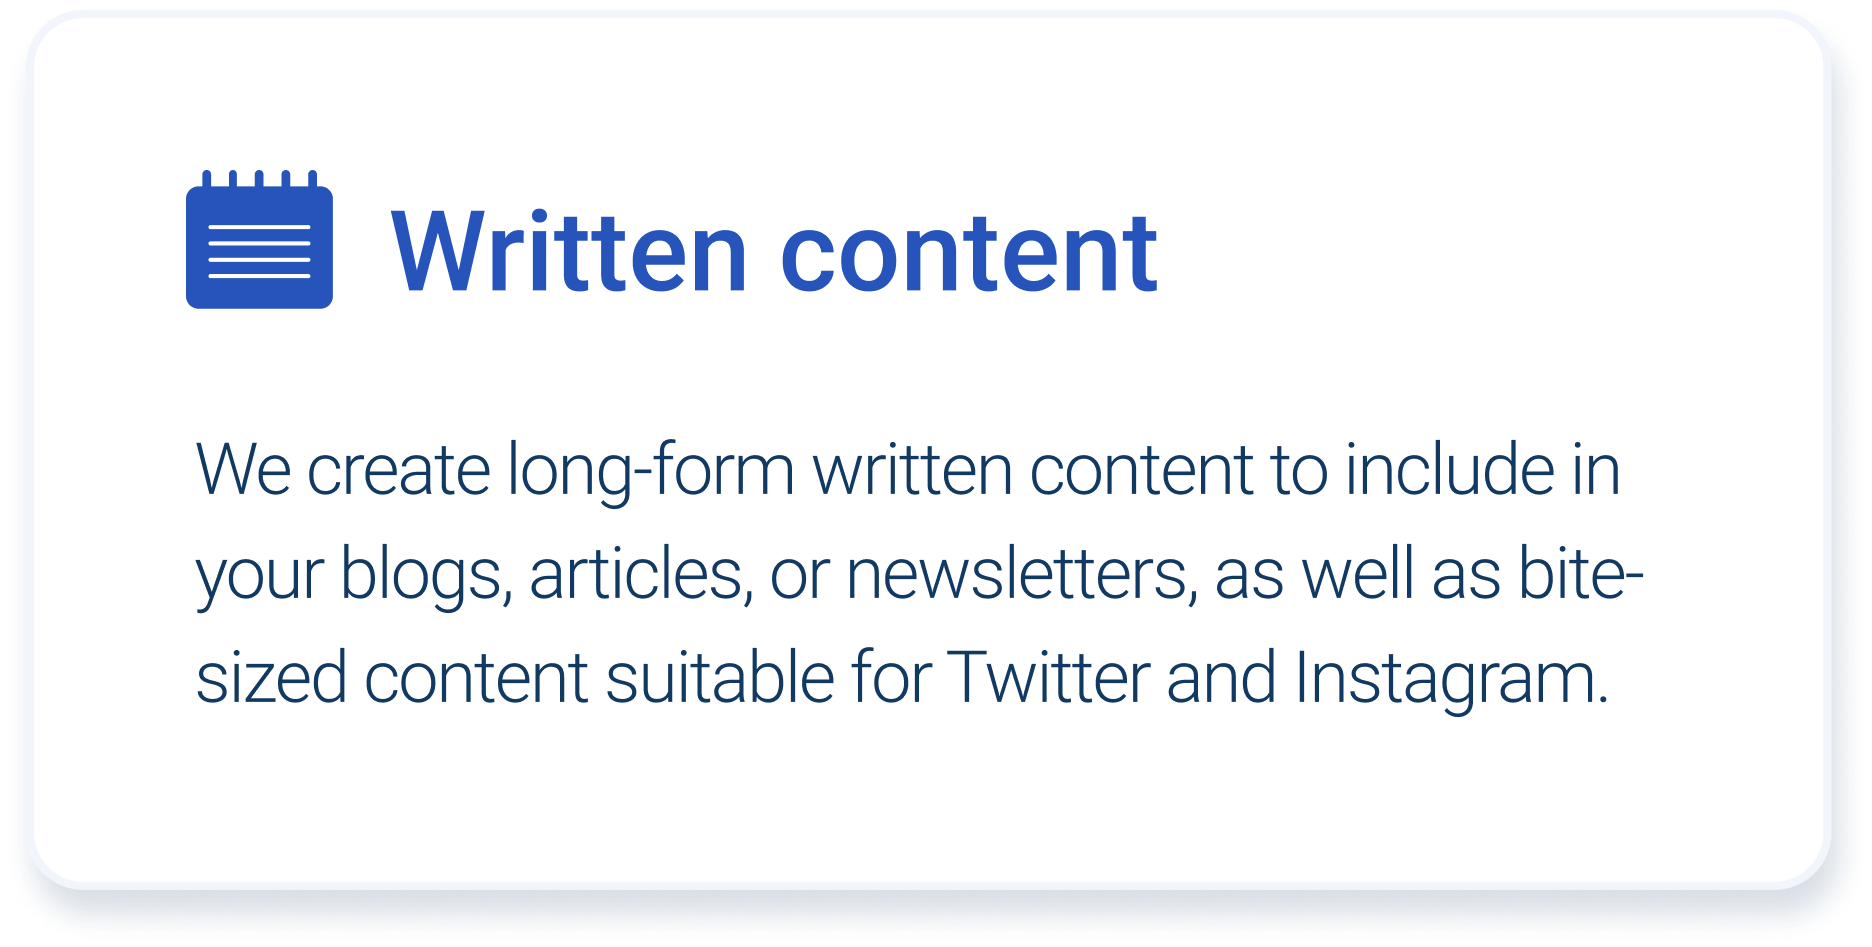 Written content
We create long-form written content to include in
your blogs, articles, or newsletters, as well as bite-
sized content suitable for Twitter and Instagram.